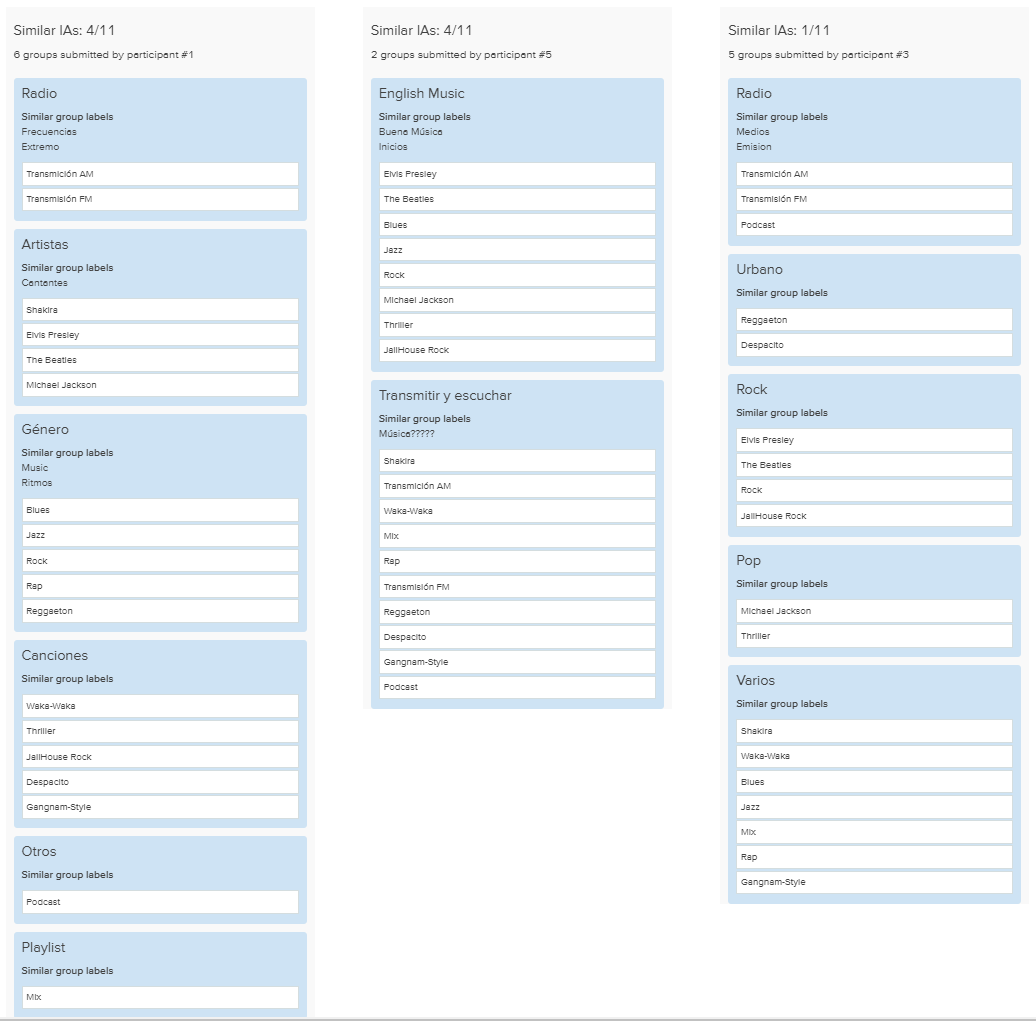 Similar IAs: 4/11
6 groups submitted by participant #1
Radio
Similar group labels
Frecuencias
Extremo
Transmición AM
Transmisión FM
Artistas
Similar group labels
Cantantes
Shakira
Elvis Presley
The Beatles
Michael Jackson
Género
Similar group labels
Music
Ritmos
Blues
Jazz
Rock
Rap
Reggaeton
Canciones
Similar group labels
Waka-Waka
Thriller
JailHouse Rock
Despacito
Gangnam-Style
Otros
Similar group labels
Podcast
Playlist
Similar group labels
Mix
Similar IAs: 4/11
2 groups submitted by participant #5
English Music
Similar group labels
Buena Música
Inicios
Elvis Presley
The Beatles
Blues
Jazz
Rock
Michael Jackson
Thriller
JailHouse Rock
Transmitir y escuchar
Similar group labels
Música?????
Shakira
Transmición AM
Waka-Waka
Mix
Rap
Transmisión FM
Reggaeton
Despacito
Gangnam-Style
Podcast
Similar IAs: 1/11
5 groups submitted by participant #3
Radio
Similar group labels
Medios
Emision
Transmición AM
Transmisión FM
Podcast
Urbano
Similar group labels
Reggaeton
Despacito
Rock
Similar group labels
Elvis Presley
The Beatles
Rock
JailHouse Rock
Pop
Similar group labels
Michael Jackson
Thriller
Varios
Similar group labels
Shakira
Waka-Waka
Blues
Jazz
Mix
Rap
Gangnam-Style